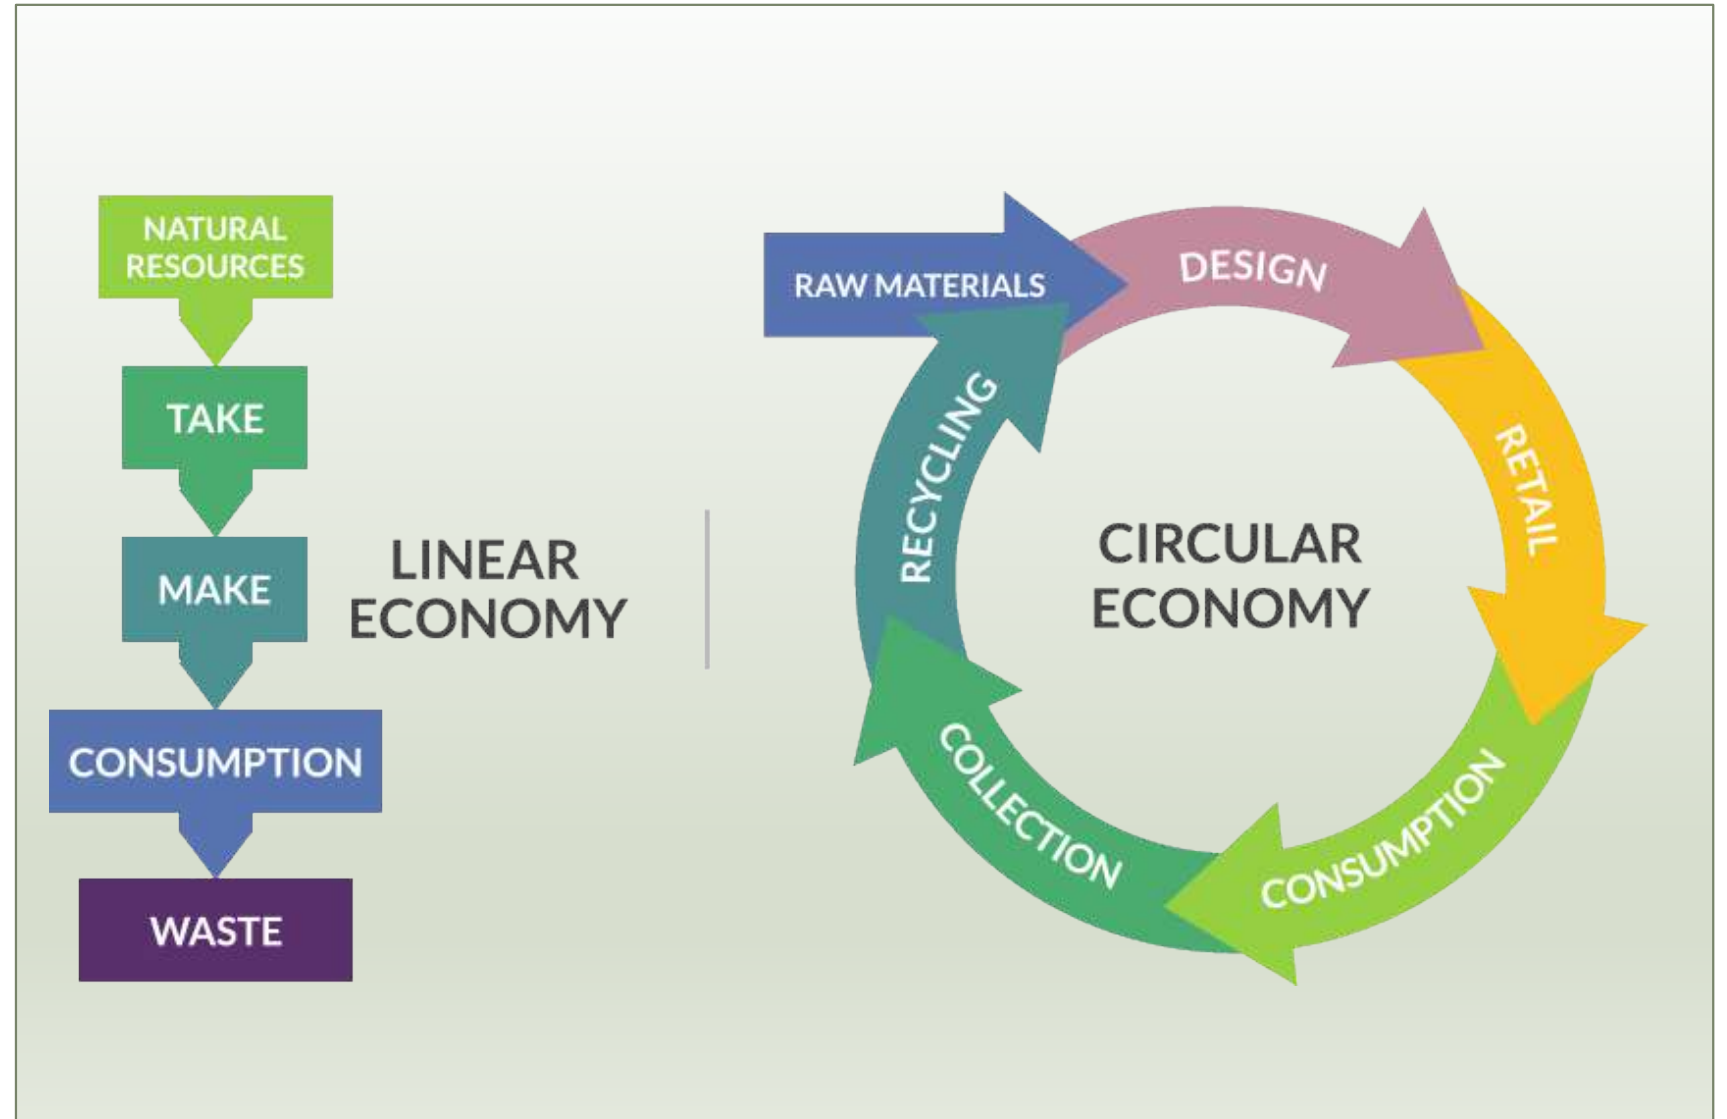 NATURAL
RESOURCES
TAKE
MAKE
CONSUMPTION
WASTE
LINEAR
ECONOMY
RAW MATERIALS
DESIGN
RETAIL
CONSUMPTION
COLLECTION
RECYCLING
CIRCULAR
ECONOMY